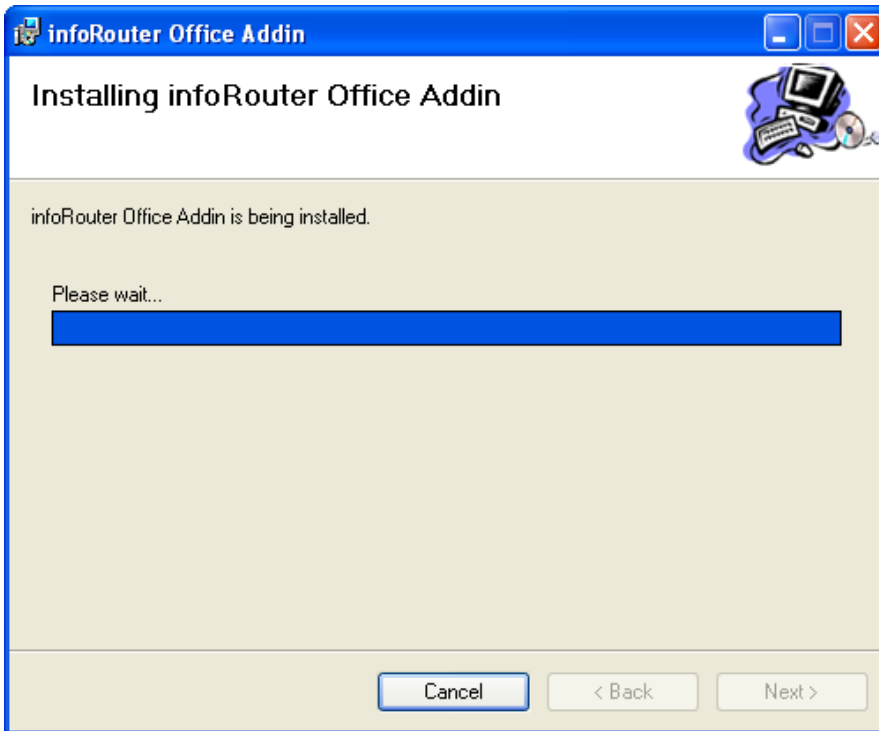 infoRouter Office Addin
Installing infoRouter Office Addin
infoRouter Office Addin is being installed.
Please wait...
Cancel
< Back
Next >